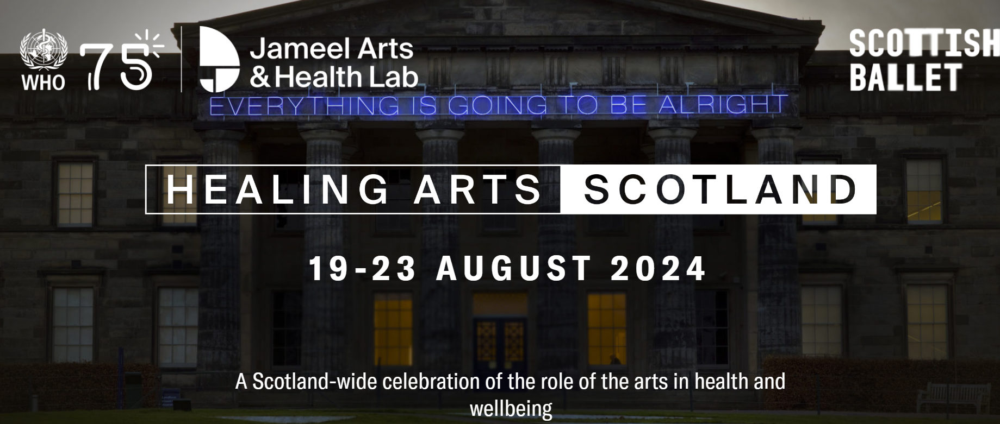 WHO
75
Jameel Arts
& Health Lab
SCOTTISH
BALLET
EVERYTHING IS GOING TO BE ALRIGHT
HEALING ARTS SCOTLAND
19-23 AUGUST 2024
A Scotland-wide celebration of the role of the arts in health and
wellbeing